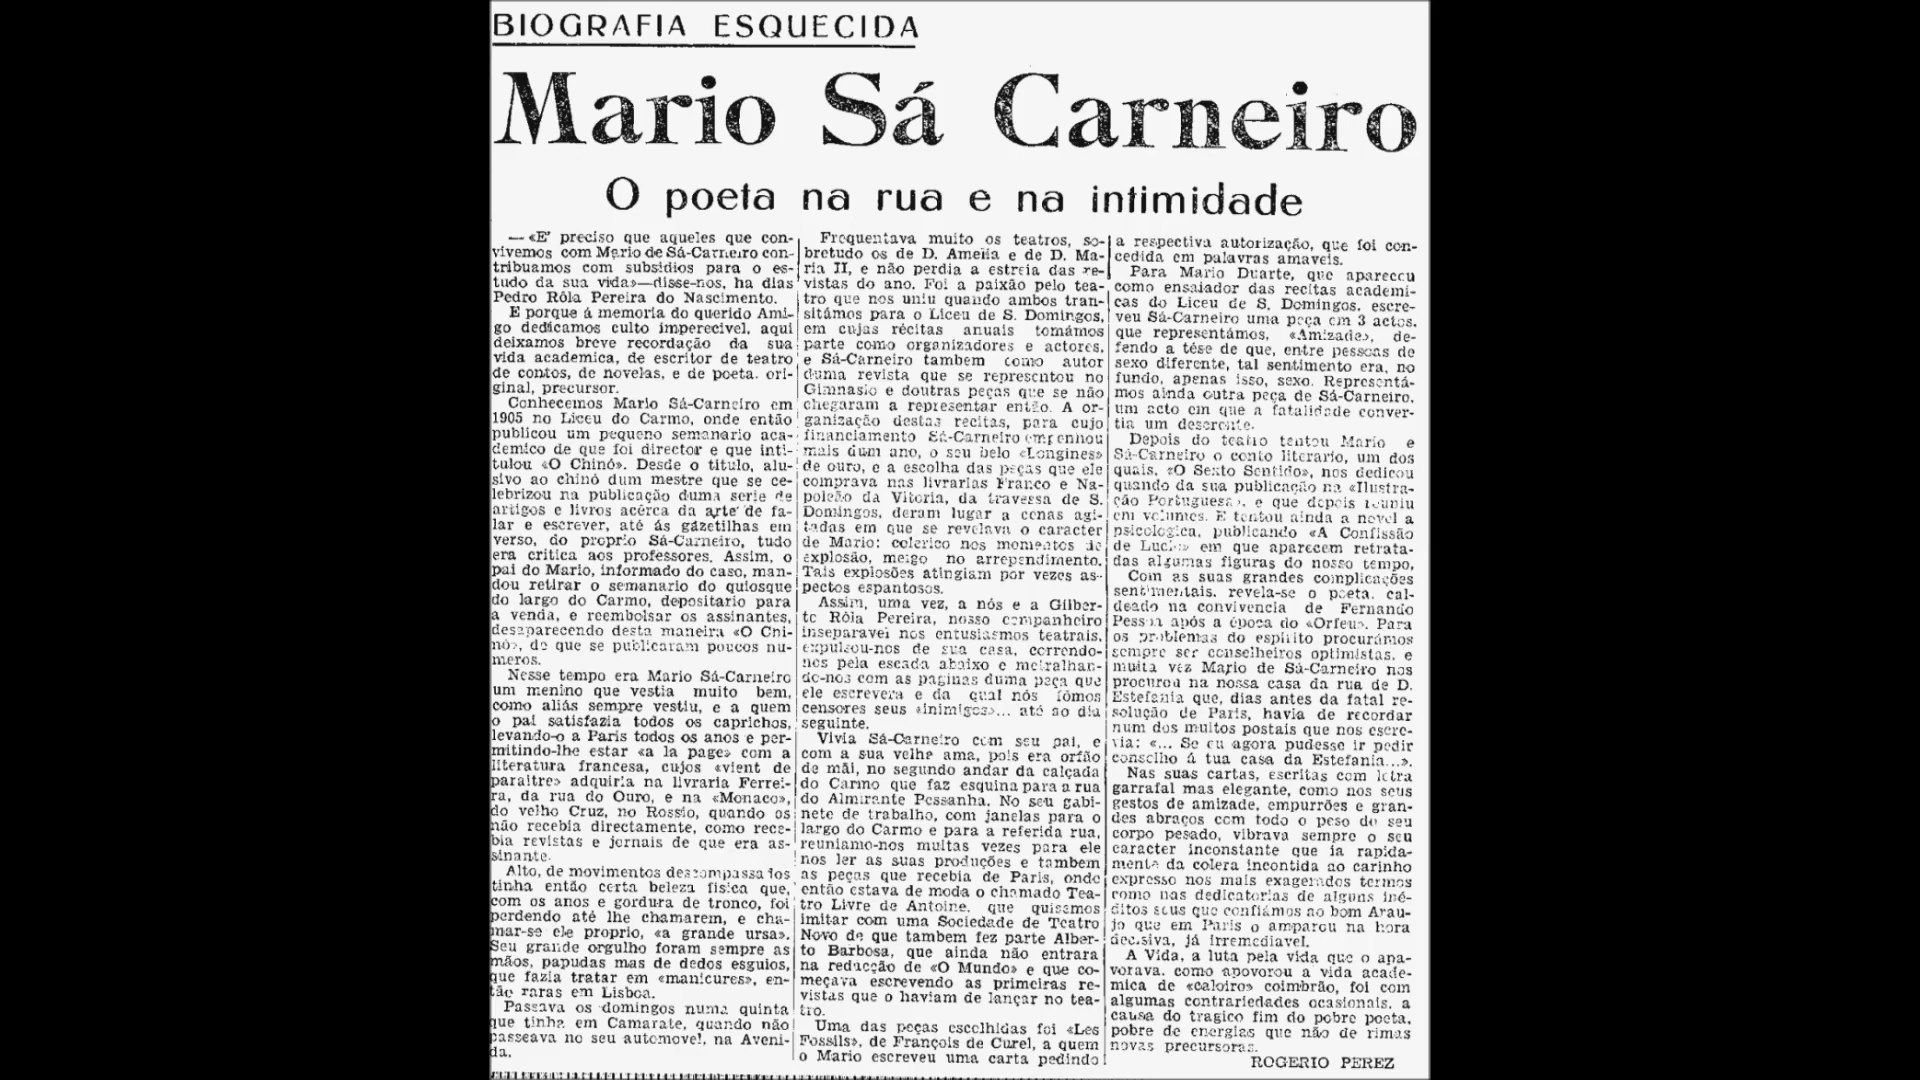 BIOGRAFIA ESQUECIDA
Mario Sá Carneiro
O poeta na rua e na intimidade
— «E' preciso que aqueles que con-
vivemos com Mario de Sá-Carneiro con-
tribuamos com subsidios para o es-
tudo da sua vida»—disse-nos, ha dias
Pedro Rôla Pereira do Nascimento.
E porque á memoria do querido Ami-
go dedicamos culto imperecivel, aqui
deixamos breve recordação da sua
vida academica, de escritor de teatro
de contos, de novelas, e de poeta. ori-
ginal, precursor.
Conhecemos Mario Sá-Carneiro em
1905 no Liceu do Carmo, onde então
publicou um pequeno semanario aca-
demico de que foi director e que inti-
tulou «O Chinó». Desde o titulo, alu-
sivo ao chinó dum mestre que se ce-
lebrizou na publicação duma serie de
artigos e livros acérca da arte de fa-
lar e escrever, até ás gazetilhas em
verso, do proprio Sá-Carneiro, tudo
era critica aos professores. Assim, o
pai do Mario, informado do caso, man-
dou retirar o semanario do quiosque
do largo do Carmo, depositario para
a venda, e reembolsar os assinantes,
desaparecendo desta maneira «O Chi-
nó», de que se publicaram poucos nu-
meros.
Nesse tempo era Mario Sá-Carneiro
um menino que vestia muito bem,
como aliás sempre vestiu, e a quem
o pai satisfazia todos os caprichos,
levando-o a Paris todos os anos e per-
mitindo-lhe estar «a la page» com a
literatura francesa, cujos «vient de
paraitre» adquiria na livraria Ferrei-
ra, da rua do Ouro, e na «Monaco»,
do velho Cruz, no Rossio, quando os
não recebia directamente, como rece-
bia revistas e jornais de que era as-
sinante.
Alto, de movimentos descompassados
tinha então certa beleza fisica que,
com os anos e gordura de tronco, foi
perdendo até lhe chamarem, e cha-
mar-se ele proprio, «a grande ursa».
Seu grande orgulho foram sempre as
mãos, papudas mas de dedos esguios,
que fazia tratar em «manicures», en-
tão raras em Lisboa.
Passava os domingos numa quinta
que tinha em Camarate, quando não
passeava no seu automovel, na Aveni-
da.
Frequentava muito os teatros, so-
bretudo os de D. Amelia e de D. Ma-
ria II, e não perdia a estreia das re-
vistas do ano. Foi a paixão pelo tea-
tro que nos uniu quando ambos tran-
sitámos para o Liceu de S. Domingos,
em cujas récitas anuais tomámos
parte como organizadores e actores,
e Sá-Carneiro tambem como autor
duma revista que se representou no
Gimnasio e doutras peças que se não
chegaram a representar então. A or-
ganização destas recitas, para cujo
financiamento Sá-Carneiro empenhou
mais dum ano, o seu belo «Longines»
de ouro, e a escolha das peças que ele
comprava nas livrarias Franco e Na-
poleão da Vitoria, da travessa de S.
Domingos, deram lugar a cenas agi-
tadas em que se revelava o caracter
de Mario: colerico nos momentos de
explosão, meigo no arrependimento.
Tais explosões atingiam por vezes as-
pectos espantosos.
Assim, uma vez, a nós e a Gilber-
to Rôla Pereira, nosso companheiro
inseparavel nos entusiasmos teatrais,
expulsou-nos de sua casa, correndo-
nos pela escada abaixo e metralhan-
do-nos com as paginas duma peça que
ele escrevera e da qual nós fômos
censores seus «inimigos»... até ao dia
seguinte.
Vivia Sá-Carneiro com seu pai, e
com a sua velha ama, pois era orfão
de mãi, no segundo andar da calçada
do Carmo que faz esquina para a rua
do Almirante Pessanha. No seu gabi-
nete de trabalho, com janelas para o
largo do Carmo e para a referida rua,
reuniamo-nos muitas vezes para ele
nos ler as suas produções e tambem
as peças que recebia de Paris, onde
então estava de moda o chamado Tea-
tro Livre de Antoine, que quisemos
imitar com uma Sociedade de Teatro
Novo de que tambem fez parte Alber-
to Barbosa, que ainda não entrara
na redacção de «O Mundo» e que co-
meçava escrevendo as primeiras re-
vistas que o haviam de lançar no tea-
tro.
Uma das peças escolhidas foi «Les
Fossils», de François de Curel, a quem
o Mario escreveu uma carta pedindo
a respectiva autorização, que foi con-
cedida em palavras amaveis.
Para Mario Duarte, que apareceu
como ensaiador das recitas academi-
cas do Liceu de S. Domingos, escre-
veu Sá-Carneiro uma peça em 3 actos,
que representámos, «Amizade», de-
fendo a tése de que, entre pessoas de
sexo diferente, tal sentimento era, no
fundo, apenas isso, sexo. Representá-
mos ainda outra peça de Sá-Carneiro,
um acto em que a fatalidade conver-
tia um descrente.
Depois do teatro tentou Mario e
Sá-Carneiro o conto literario, um dos
quais, «O Sexto Sentido», nos dedicou
quando da sua publicação na «Ilustra-
ção Portuguesa», e que depois reuniu
em volumes. E tentou ainda a novela
psicologica, publicando «A Confissão
de Lucio» em que aparecem retrata-
das algumas figuras do nosso tempo.
Com as suas grandes complicações
sentimentais, revela-se o poeta, cal-
deado na convivencia de Fernando
Pessoa após a época do «Orfeu». Para
os problemas do espirito procurámos
sempre ser conselheiros optimistas, e
muita vez Mario de Sá-Carneiro nos
procurou na nossa casa da rua de D.
Estefania que, dias antes da fatal re-
solução de Paris, havia de recordar
num dos muitos postais que nos escre-
via: «... Se eu agora pudesse ir pedir
conselho á tua casa da Estefania...».
Nas suas cartas, escritas com letra
garrafal mas elegante, como nos seus
gestos de amizade, empurrões e gran-
des abraços com todo o peso do seu
corpo pesado, vibrava sempre o seu
caracter inconstante que ia rapida-
mente da colera incontida ao carinho
expresso nos mais exagerados termos
como nas dedicatorias de alguns iné-
ditos seus que confiámos ao bom Arau-
jo que em Paris o amparou na hora
decisiva, já irremediavel.
A Vida, a luta pela vida que o apa-
vorava, como apovorou a vida acade-
mica de «caloiro» coimbrão, foi com
algumas contrariedades ocasionais, a
causa do tragico fim do pobre poeta,
pobre de energias que não de rimas
novas precursoras.
ROGERIO PEREZ